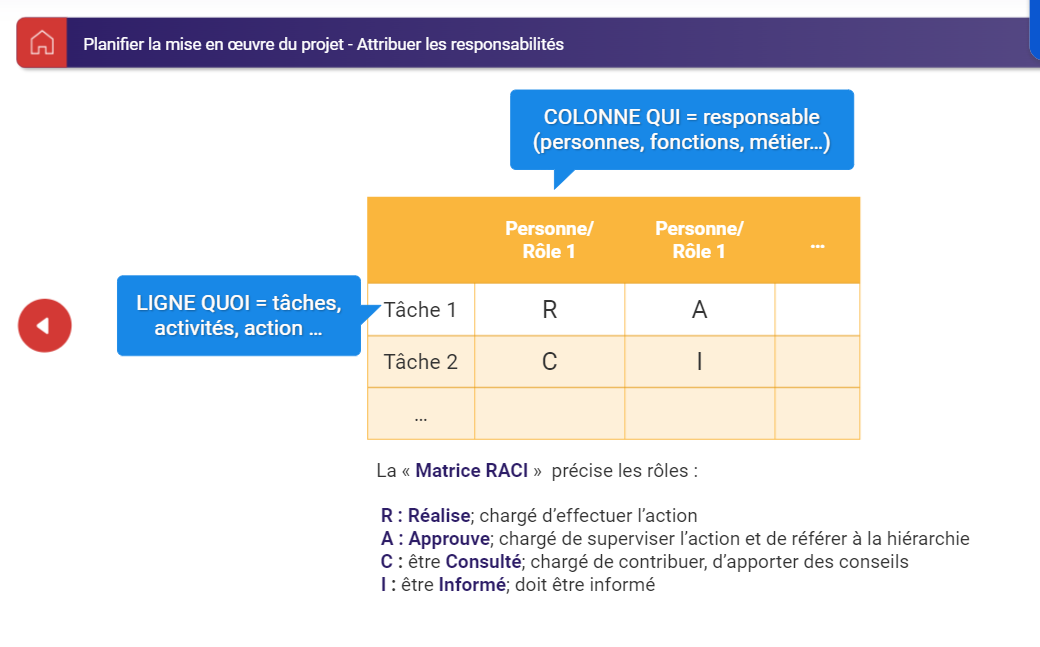 Planifier la mise en œuvre du projet - Attribuer les responsabilités
COLONNE QUI = responsable
(personnes, fonctions, métier...)
Personne/
Rôle 1
Personne/
Rôle 1
...
LIGNE QUOI = tâches,
activités, action ...
Tâche 1
R
A
Tâche 2
C
I
...
La « Matrice RACI » précise les rôles :
R : Réalise; chargé d’effectuer l’action
A : Approuve; chargé de superviser l’action et de référer à la hiérarchie
C : être Consulté; chargé de contribuer, d’apporter des conseils
I : être Informé; doit être informé